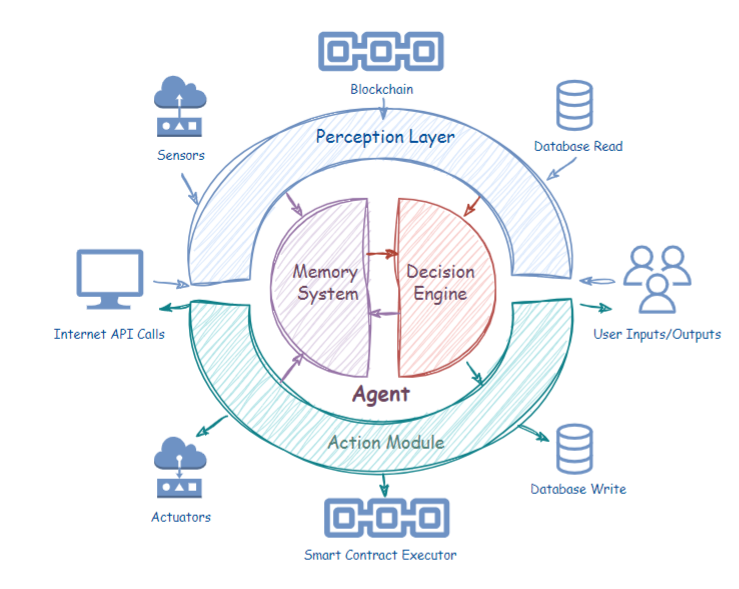 Blockchain
Perception Layer
Sensors
Database Read
Memory
System
Decision
Engine
Internet API Calls
User Inputs/Outputs
Agent
Action Module
Actuators
Database Write
Smart Contract Executor